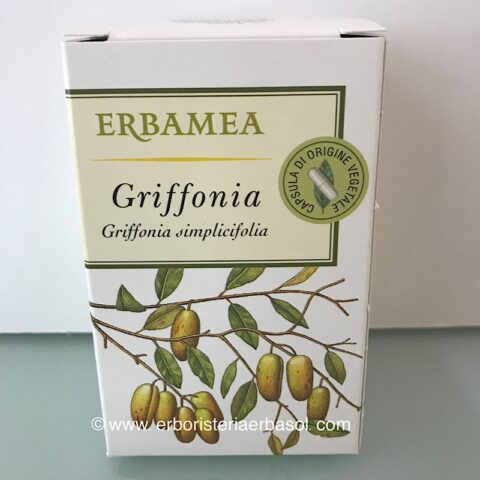 ERBAMEA
Griffonia
Griffonia simplicifolia
CAPSULA DI ORIGINE VEGETALE
© www.erboristeriaerbasol.com